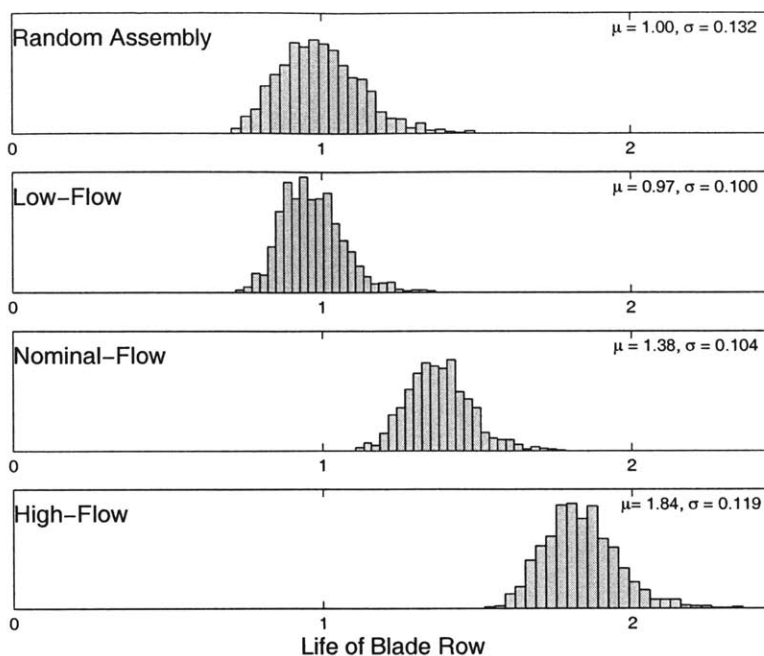 Random Assembly
μ = 1.00, σ = 0.132
0 1 2
Low-Flow
μ = 0.97, σ = 0.100
0 1 2
Nominal-Flow
μ = 1.38, σ = 0.104
0 1 2
High-Flow
μ= 1.84, σ = 0.119
0 1 2
Life of Blade Row